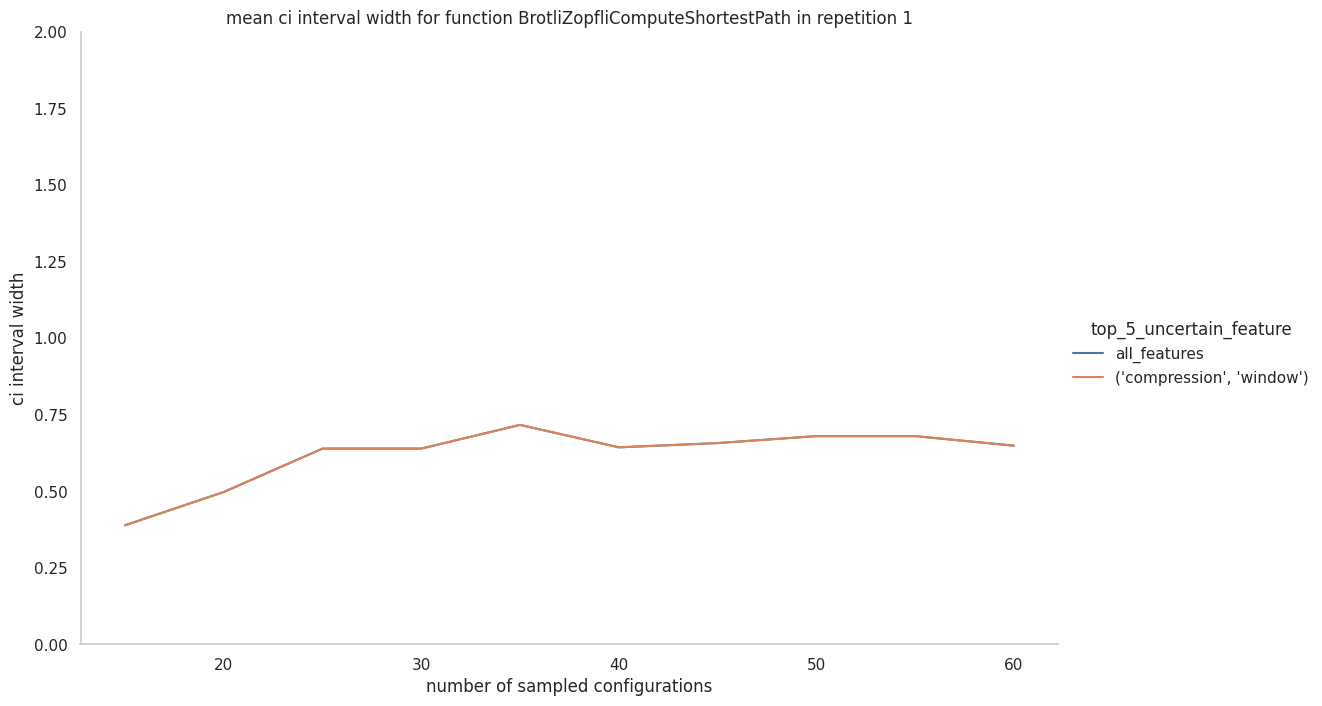 mean ci interval width for function BrotliZopfliComputeShortestPath in repetition 1
2.00
1.75
1.50
1.25
1.00
0.75
0.50
0.25
0.00
ci interval width
20
30
40
50
60
number of sampled configurations
top_5_uncertain_feature
all_features
('compression', 'window')